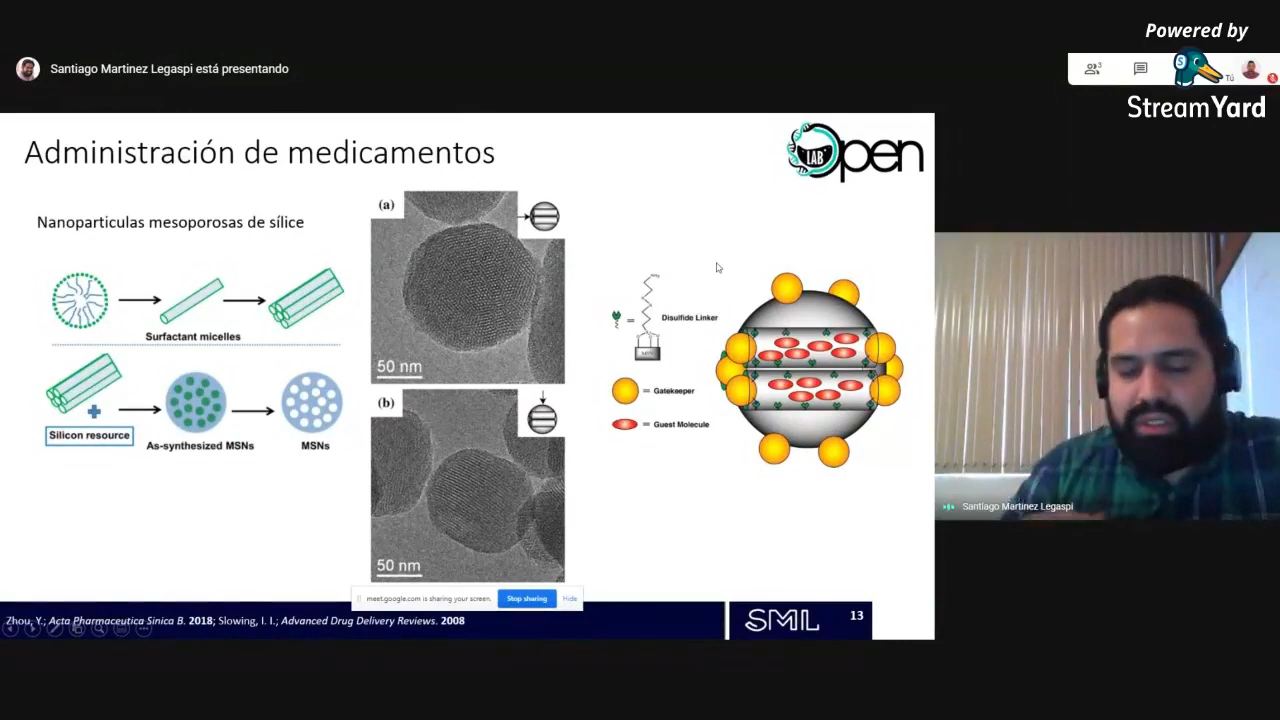 Powered by
StreamYard
Santiago Martinez Legaspi está presentando
3
Tú
Administración de medicamentos
LAB
Open
Nanoparticulas mesoporosas de sílice
Surfactant micelles
Silicon resource
As-synthesized MSNs
MSNs
(a)
50 nm
(b)
50 nm
= Disulfide Linker
= Gatekeeper
= Guest Molecule
Santiago Martinez Legaspi
meet.google.com is sharing your screen.
Stop sharing
Hide
Zhou, Y.; Acta Pharmaceutica Sinica B. 2018; Slowing, I. I.; Advanced Drug Delivery Reviews. 2008
SML
13